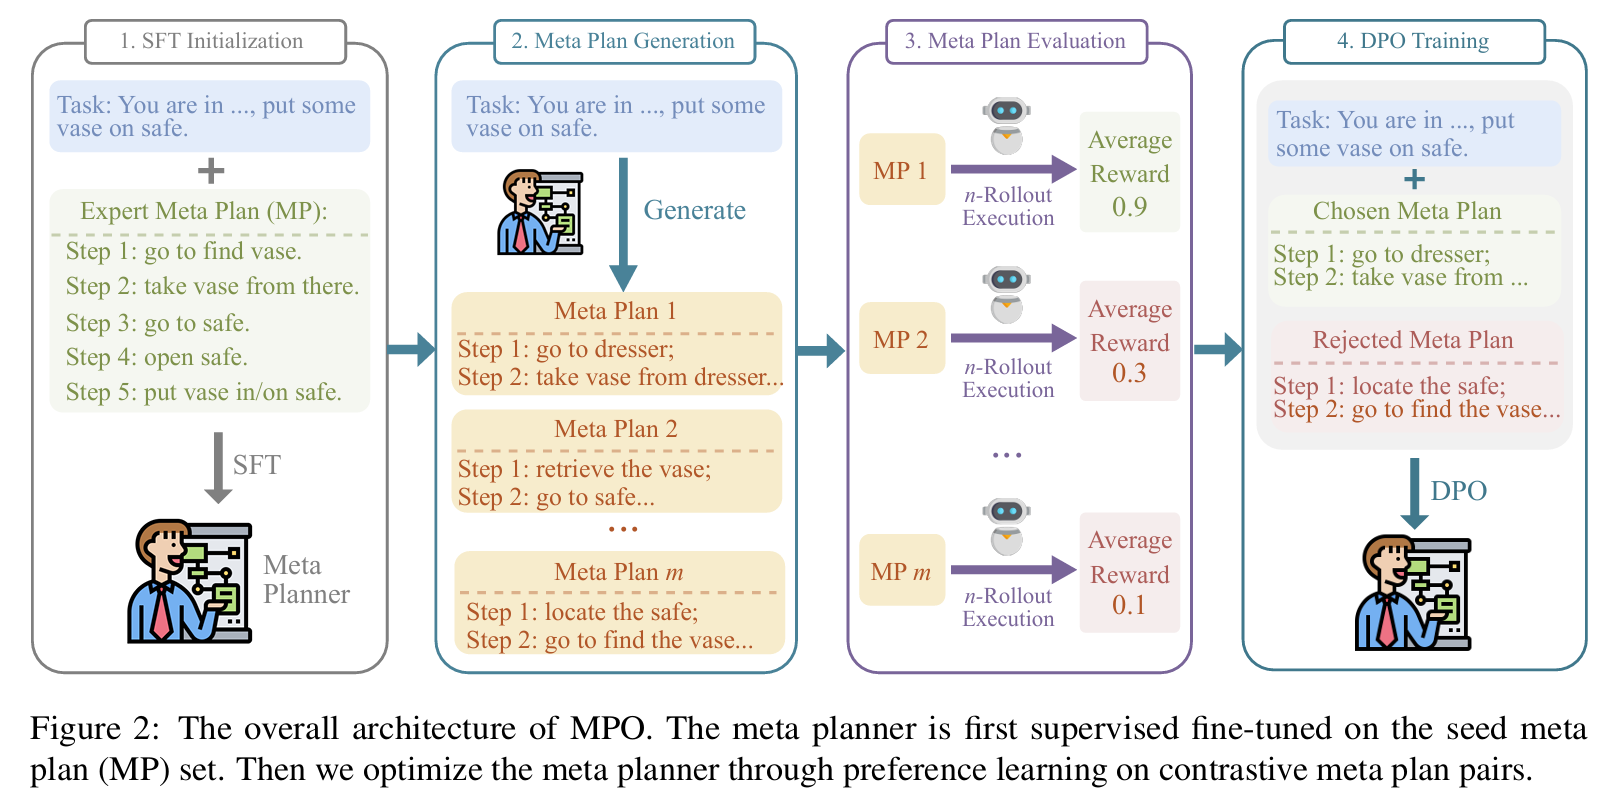 1. SFT Initialization
Task: You are in ..., put some
vase on safe.
+
Expert Meta Plan (MP):
Step 1: go to find vase.
Step 2: take vase from there.
Step 3: go to safe.
Step 4: open safe.
Step 5: put vase in/on safe.
SFT
Meta
Planner
2. Meta Plan Generation
Task: You are in ..., put some
vase on safe.
Generate
Meta Plan 1
Step 1: go to dresser;
Step 2: take vase from dresser...
Meta Plan 2
Step 1: retrieve the vase;
Step 2: go to safe...
...
Meta Plan m
Step 1: locate the safe;
Step 2: go to find the vase...
3. Meta Plan Evaluation
MP 1
n-Rollout
Execution
Average
Reward
0.9
MP 2
n-Rollout
Execution
Average
Reward
0.3
...
MP m
n-Rollout
Execution
Average
Reward
0.1
4. DPO Training
Task: You are in ..., put
some vase on safe.
+
Chosen Meta Plan
Step 1: go to dresser;
Step 2: take vase from ...
Rejected Meta Plan
Step 1: locate the safe;
Step 2: go to find the vase...
DPO
Figure 2: The overall architecture of MPO. The meta planner is first supervised fine-tuned on the seed meta
plan (MP) set. Then we optimize the meta planner through preference learning on contrastive meta plan pairs.